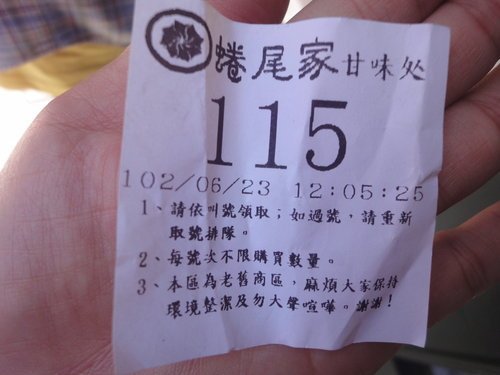 蜷尾家甘味处
115
102/06/23 12:05:25
1、請依叫號領取；如過號，請重新
取號排隊。
2、每號次不限購買數量。
3、本區為老舊商區，麻煩大家保持
環境整潔及勿大聲喧嘩。謝謝！